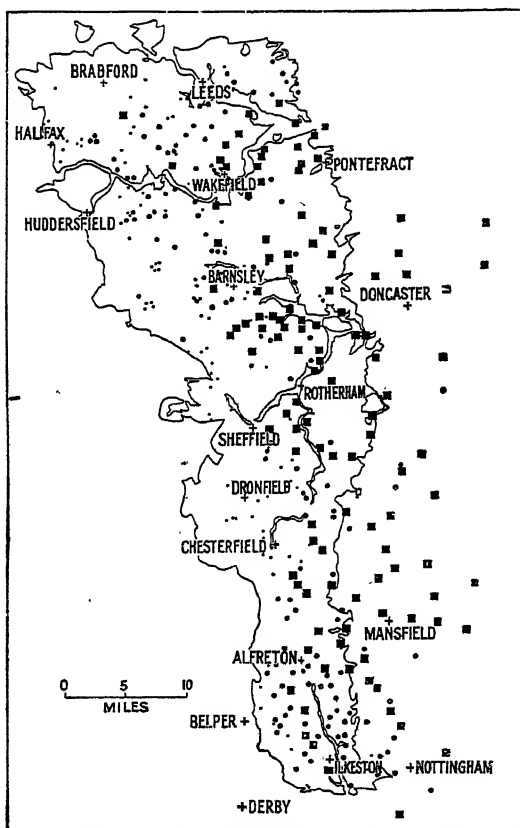 BRABFORD
LEEDS
HALIFAX
PONTEFRACT
WAKEFIELD
HUDDERSFIELD
BARNSLEY
DONCASTER
ROTHERHAM
SHEFFIELD
DRONFIELD
CHESTERFIELD
MANSFIELD
ALFRETON
0 5 10
MILES
BELPER
ILKESTON
NOTTINGHAM
DERBY